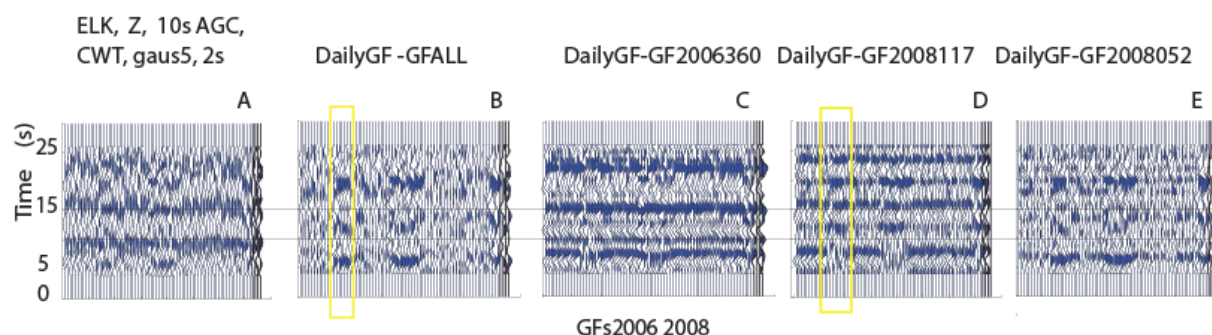 ELK, Z, 10s AGC,
CWT, gaus5, 2s
DailyGF -GFALL
DailyGF-GF2006360
DailyGF-GF2008117
DailyGF-GF2008052
A
B
C
D
E
Time (s)
25
15
5
0
GFs2006 2008